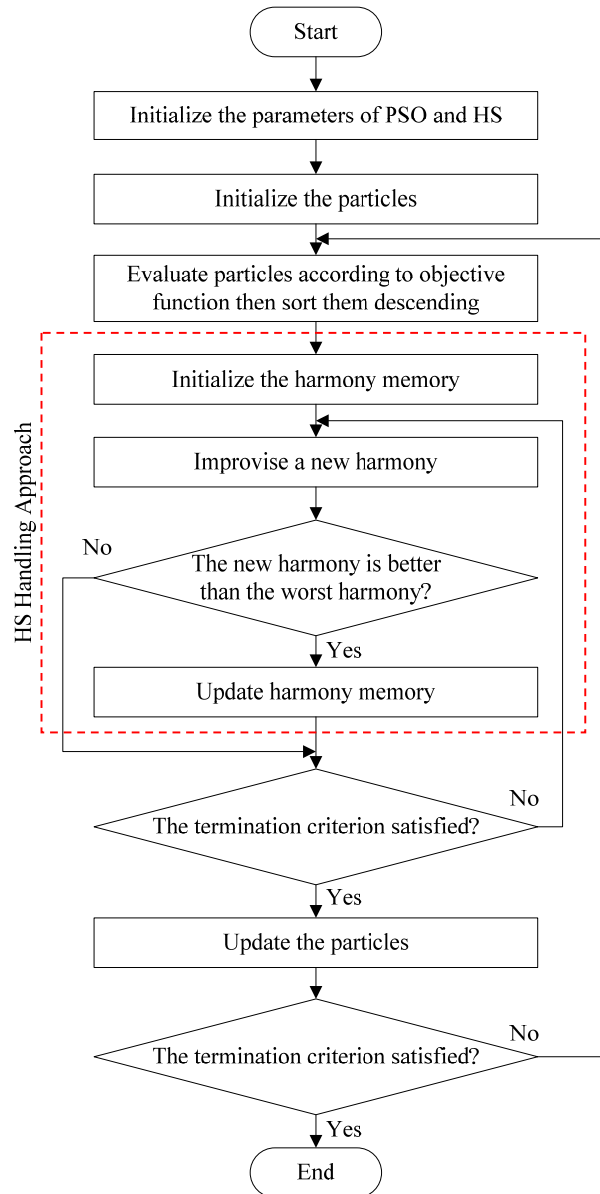 Start
Initialize the parameters of PSO and HS
Initialize the particles
Evaluate particles according to objective
function then sort them descending
HS Handling Approach
Initialize the harmony memory
Improvise a new harmony
No
The new harmony is better
than the worst harmony?
Yes
Update harmony memory
No
The termination criterion satisfied?
Yes
Update the particles
No
The termination criterion satisfied?
Yes
End